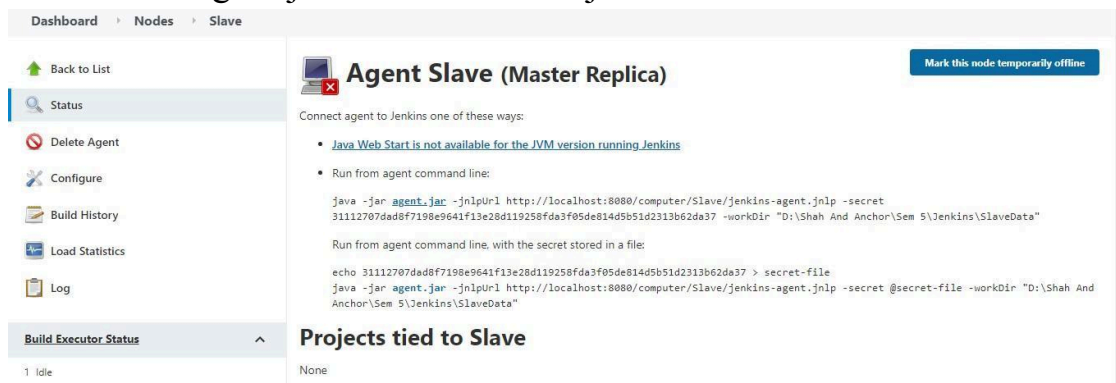 Dashboard Nodes Slave
Back to List
Status
Delete Agent
Configure
Build History
Load Statistics
Log
Build Executor Status
1 Idle
Agent Slave (Master Replica)
Mark this node temporarily offline
Connect agent to Jenkins one of these ways:
Java Web Start is not available for the JVM version running Jenkins
Run from agent command line:
java -jar agent.jar -jnlpUrl http://localhost:8080/computer/Slave/jenkins-agent.jnlp -secret
31112707dad8f7198e9641f13e28d119258fda3f05de814d5b51d2313b62da37 -workDir "D:\Shah And Anchor\Sem 5\Jenkins\SlaveData"
Run from agent command line, with the secret stored in a file:
echo 31112707dad8f7198e9641f13e28d119258fda3f05de814d5b51d2313b62da37 > secret-file
java -jar agent.jar -jnlpUrl http://localhost:8080/computer/Slave/jenkins-agent.jnlp -secret @secret-file -workDir "D:\Shah And
Anchor\Sem 5\Jenkins\SlaveData"
Projects tied to Slave
None